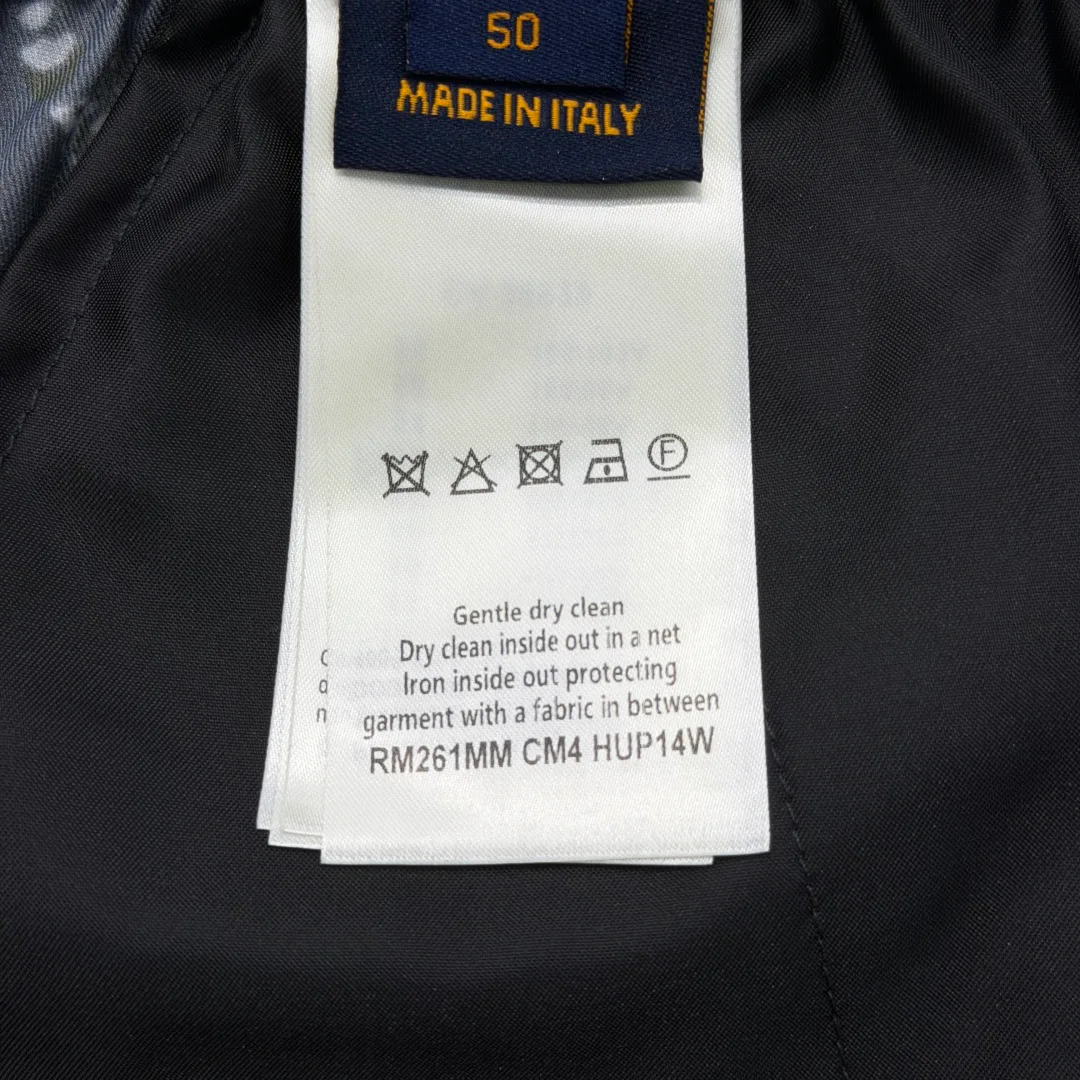 50
MADE IN ITALY
F
Gentle dry clean
Dry clean inside out in a net
Iron inside out protecting
garment with a fabric in between
RM261MM CM4 HUP14W